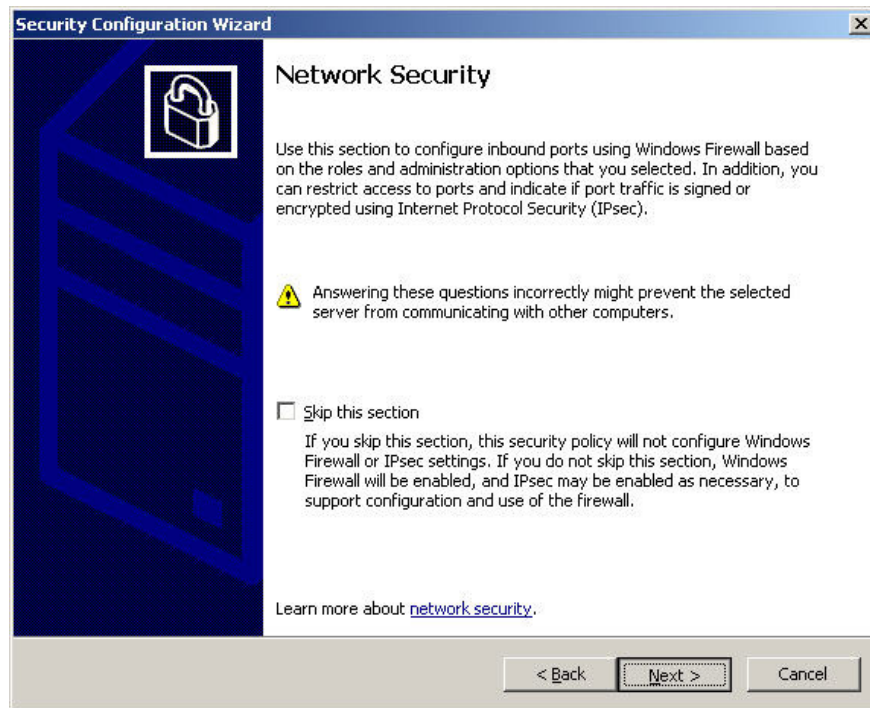 Security Configuration Wizard
Network Security
Use this section to configure inbound ports using Windows Firewall based
on the roles and administration options that you selected. In addition, you
can restrict access to ports and indicate if port traffic is signed or
encrypted using Internet Protocol Security (IPsec).
Answering these questions incorrectly might prevent the selected
server from communicating with other computers.
Skip this section
If you skip this section, this security policy will not configure Windows
Firewall or IPsec settings. If you do not skip this section, Windows
Firewall will be enabled, and IPsec may be enabled as necessary, to
support configuration and use of the firewall.
Learn more about network security.
< Back Next > Cancel